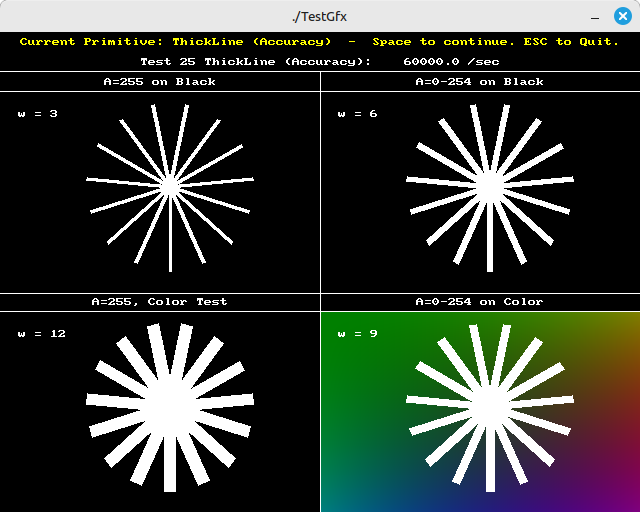 ./TestGfx
Current Primitive: ThickLine (Accuracy)  -  Space to continue. ESC to Quit.
Test 25 ThickLine (Accuracy):    60000.0 /sec
A=255 on Black
A=0-254 on Black
w = 3
w = 6
A=255, Color Test
A=0-254 on Color
w = 12
w = 9